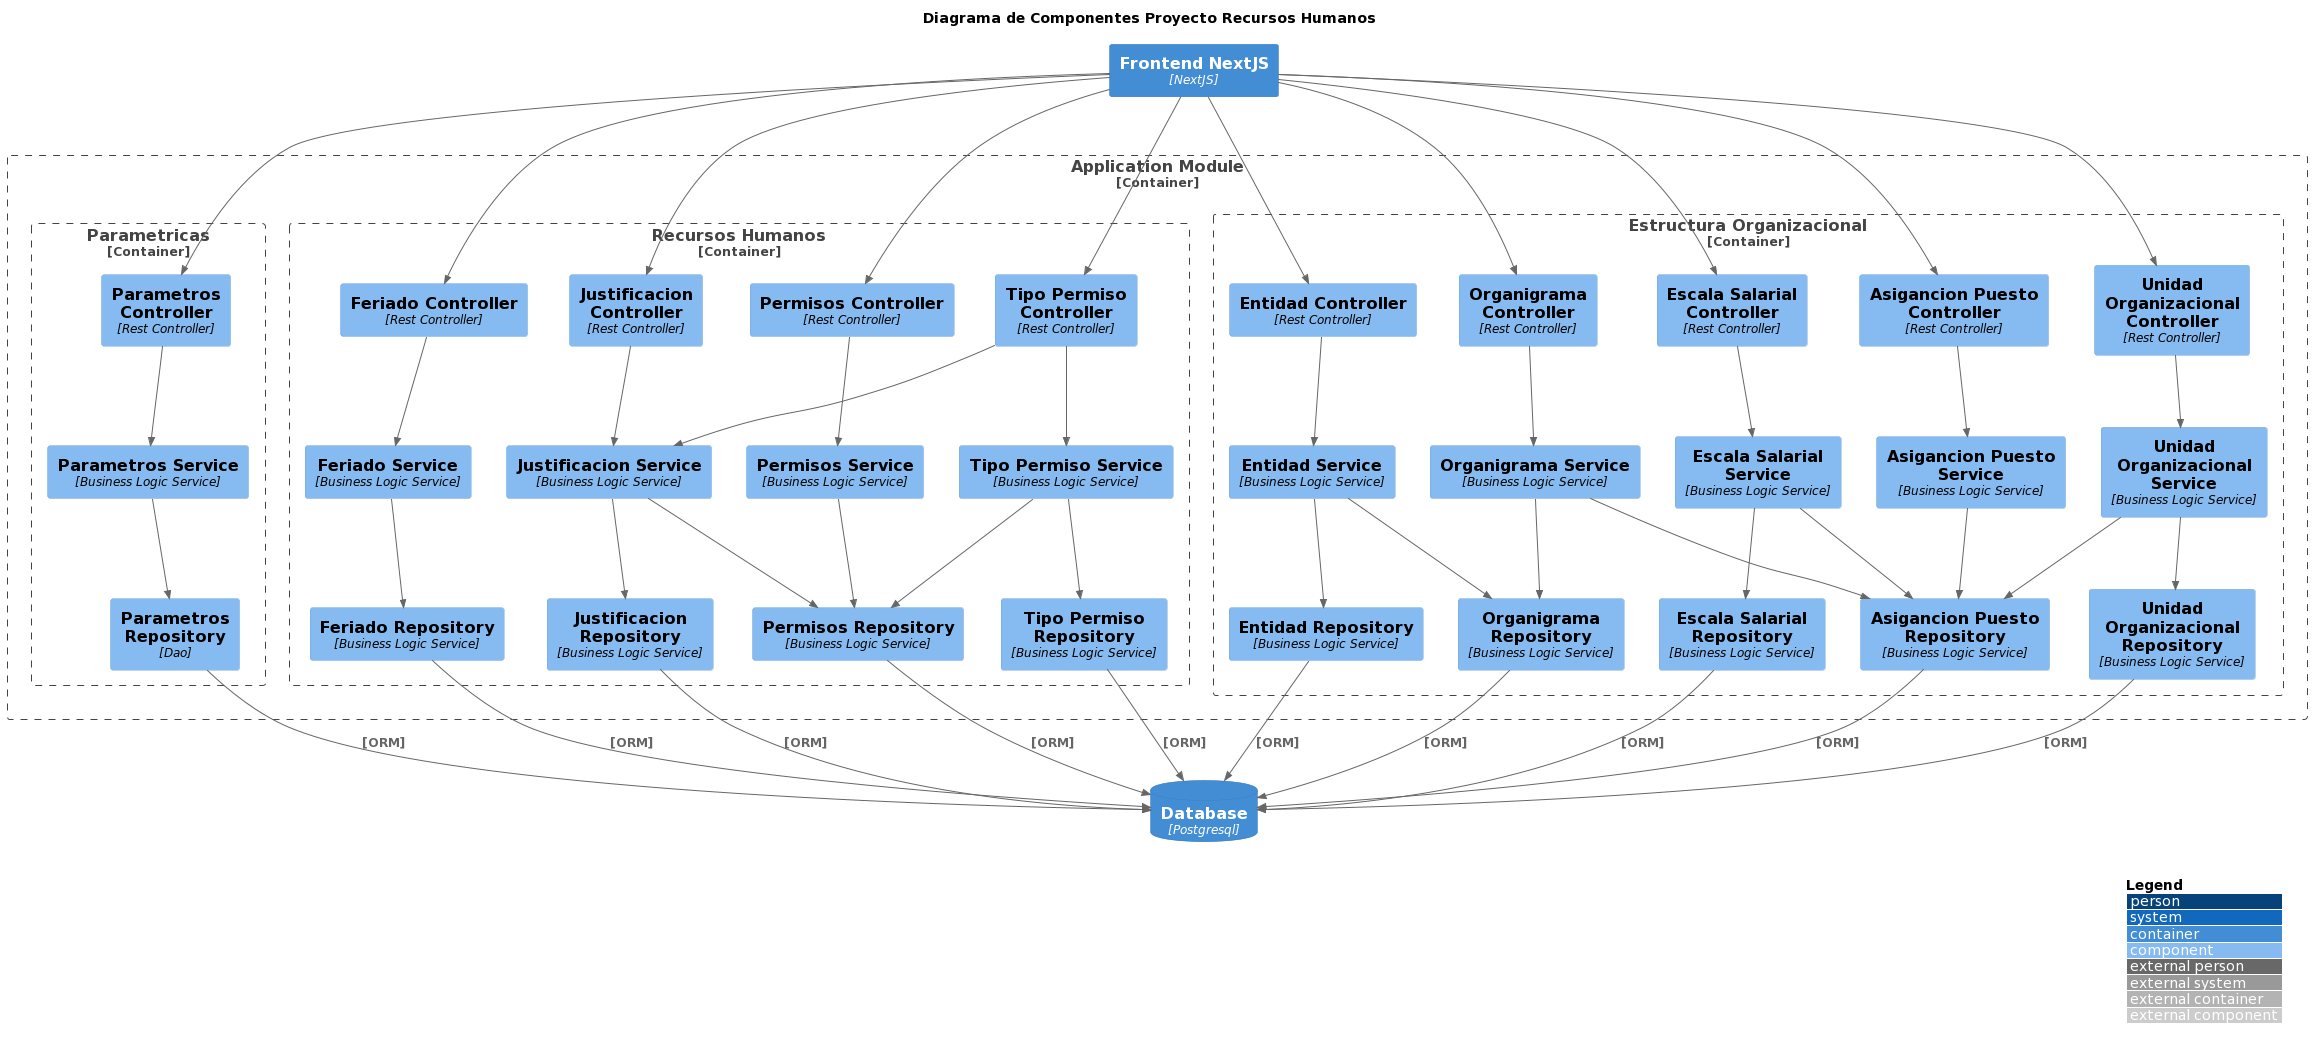 Diagrama de Componentes Proyecto Recursos Humanos
Frontend NextJS
[NextJS]
Application Module
[Container]
Parametricas
[Container]
Recursos Humanos
[Container]
Estructura Organizacional
[Container]
Parametros
Controller
[Rest Controller]
Feriado Controller
[Rest Controller]
Justificacion
Controller
[Rest Controller]
Permisos Controller
[Rest Controller]
Tipo Permiso
Controller
[Rest Controller]
Entidad Controller
[Rest Controller]
Organigrama
Controller
[Rest Controller]
Escala Salarial
Controller
[Rest Controller]
Asigancion Puesto
Controller
[Rest Controller]
Unidad
Organizacional
Controller
[Rest Controller]
Parametros Service
[Business Logic Service]
Feriado Service
[Business Logic Service]
Justificacion Service
[Business Logic Service]
Permisos Service
[Business Logic Service]
Tipo Permiso Service
[Business Logic Service]
Entidad Service
[Business Logic Service]
Organigrama Service
[Business Logic Service]
Escala Salarial
Service
[Business Logic Service]
Asigancion Puesto
Service
[Business Logic Service]
Unidad
Organizacional
Service
[Business Logic Service]
Parametros
Repository
[Dao]
Feriado Repository
[Business Logic Service]
Justificacion
Repository
[Business Logic Service]
Permisos Repository
[Business Logic Service]
Tipo Permiso
Repository
[Business Logic Service]
Entidad Repository
[Business Logic Service]
Organigrama
Repository
[Business Logic Service]
Escala Salarial
Repository
[Business Logic Service]
Asigancion Puesto
Repository
[Business Logic Service]
Unidad
Organizacional
Repository
[Business Logic Service]
[ORM]
[ORM]
[ORM]
[ORM]
[ORM]
[ORM]
[ORM]
[ORM]
[ORM]
[ORM]
Database
[Postgresql]
Legend
person
system
container
component
external person
external system
external container
external component